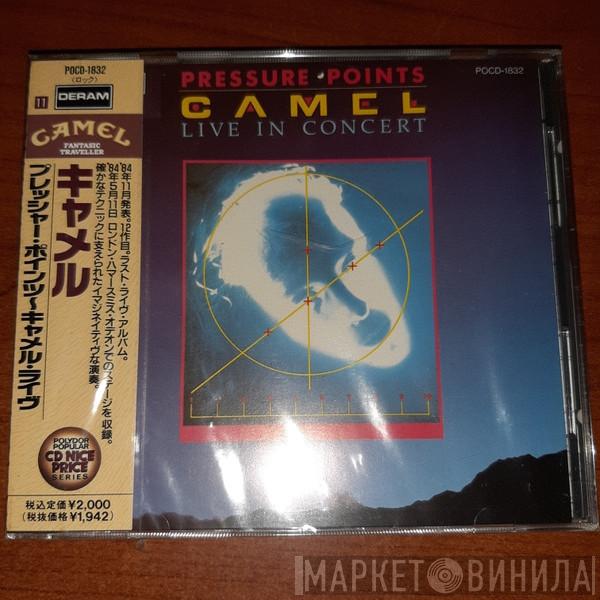 POCD-1832
(ロック)
11
DERAM
CAMEL
FANTASIC
TRAVELLER
キャメル
プレッシャー・ポインツ〜キャメル・ライヴ
'84年11月発表。12作目。ラスト・ライヴ・アルバム。
'84年5月11日 ロンドン・ハマースミス・オデオンでのステージを収録。
確かなテクニックに支えられたイマジネイティヴな演奏。
POLYDOR
POPULAR
CD NICE
PRICE
SERIES
税込定価¥2,000
(税抜価格¥1,942)
PRESSURE POINTS
CAMEL
LIVE IN CONCERT
POCD-1832
МАРКЕТ ВИНИЛА